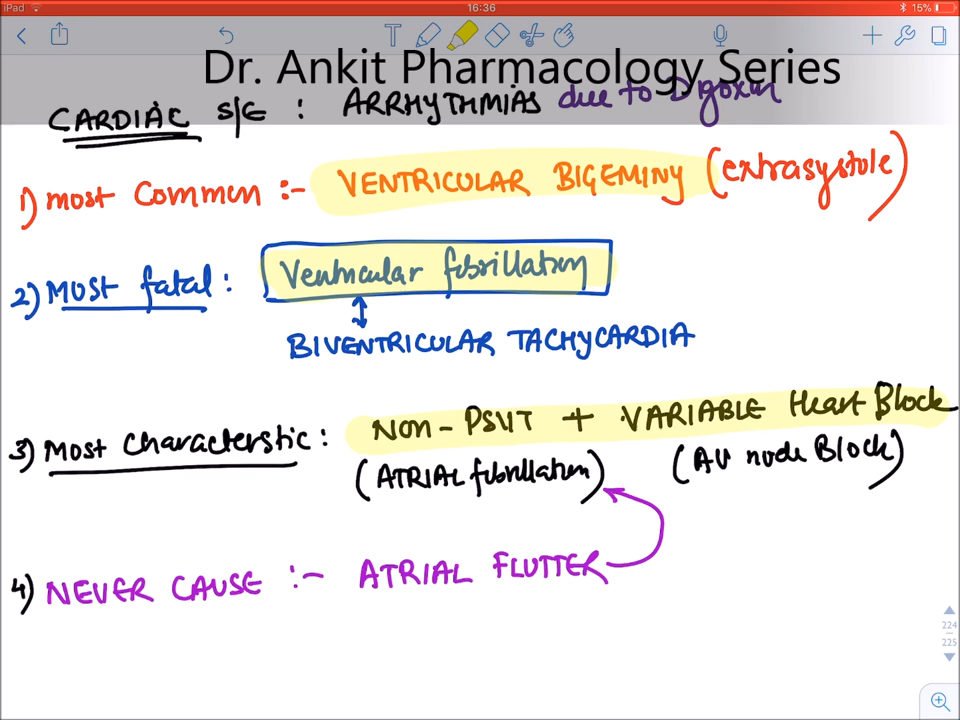 iPad 16:36 15%
Dr. Ankit Pharmacology Series
CARDIAC S/E : ARRHYTHMIAS due to Digoxin
1) Most Common :- VENTRICULAR BIGEMINY (extrasystole)
2) Most fatal : Ventricular fibrillation
BIVENTRICULAR TACHYCARDIA
3) Most Characterstic : NON-PSVT + VARIABLE Heart Block
(ATRIAL fibrillation) (AV node Block)
4) NEVER CAUSE :- ATRIAL FLUTTER
224
225